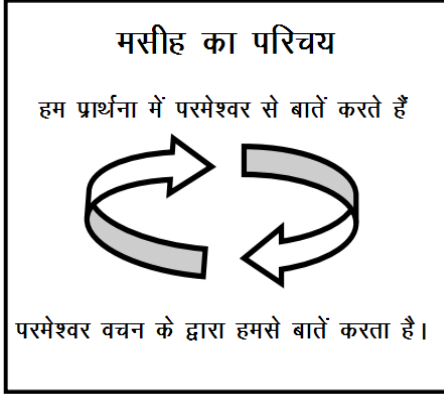 मसीह का परिचय
हम प्रार्थना में परमेश्वर से बातें करते हैं
परमेश्वर वचन के द्वारा हमसे बातें करता है।